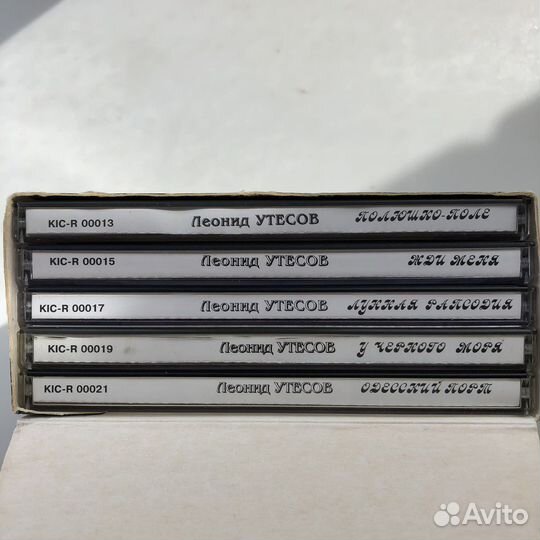 KIC-R 00013 Леонид УТЕСОВ ПОЛЮШКО-ПОЛЕ
KIC-R 00015 Леонид УТЕСОВ ЖДИ МЕНЯ
KIC-R 00017 Леонид УТЕСОВ ЛУННАЯ РАПСОДИЯ
KIC-R 00019 Леонид УТЕСОВ У ЧЕРНОГО МОРЯ
KIC-R 00021 Леонид УТЕСОВ ОДЕССКИЙ ПОРТ
Avito